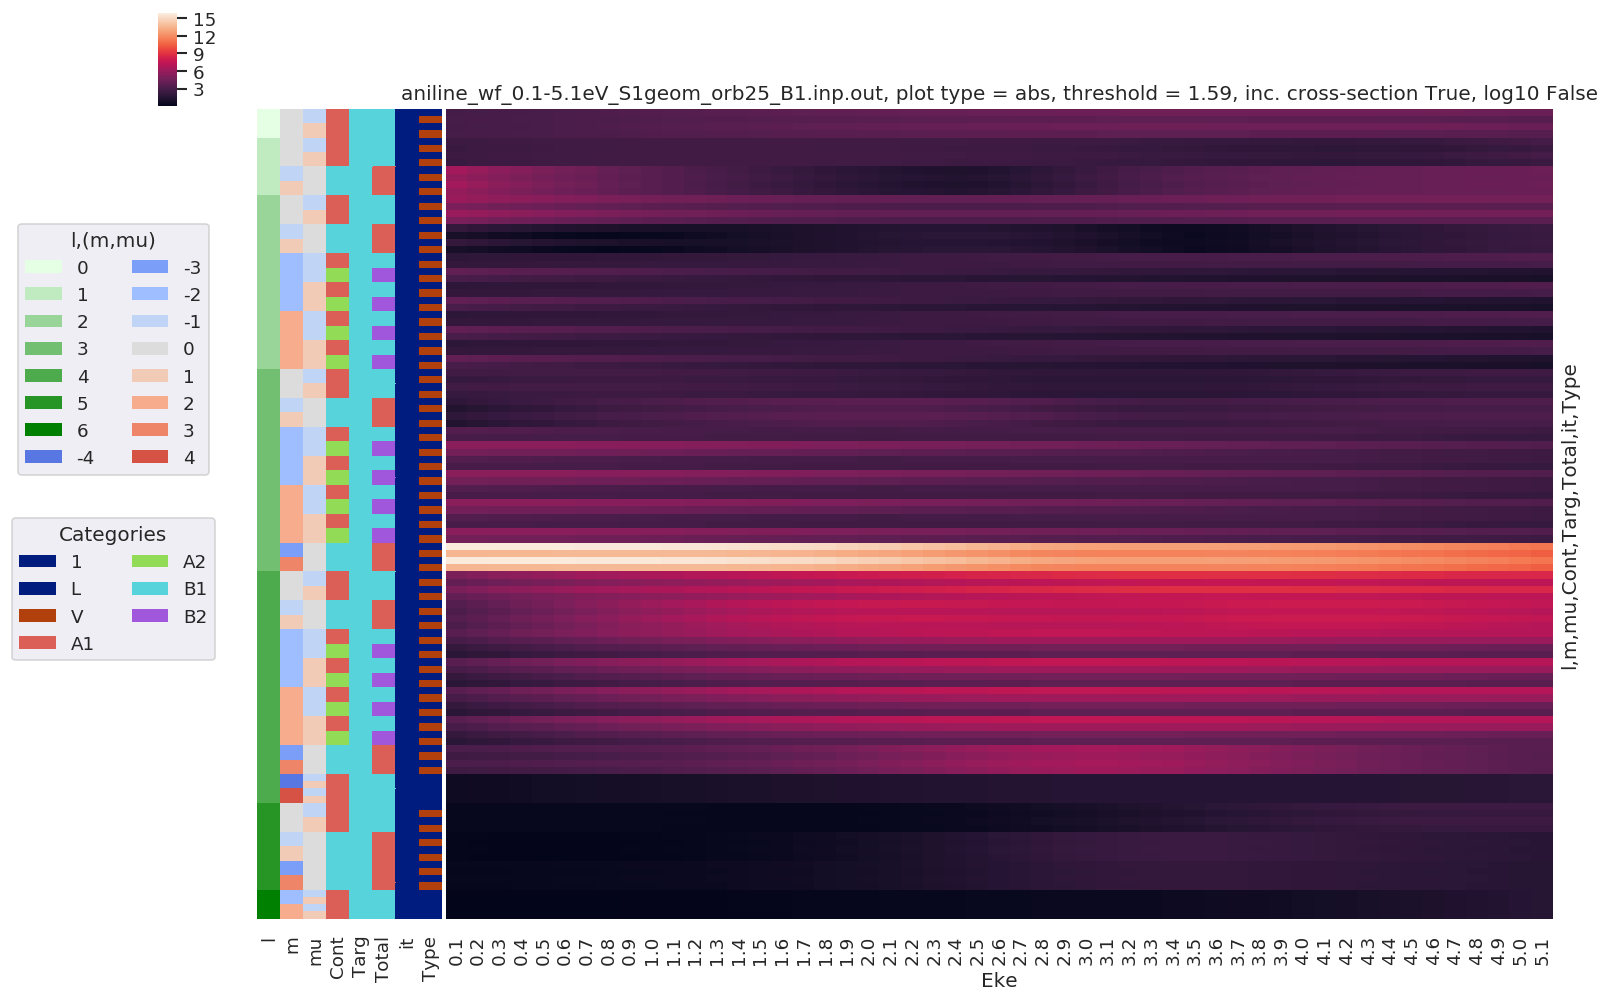 15
12
9
6
3
aniline_wf_0.1-5.1eV_S1geom_orb25_B1.inp.out, plot type = abs, threshold = 1.59, inc. cross-section True, log10 False
l,(m,mu)
0 -3
1 -2
2 -1
3 0
4 1
5 2
6 3
-4 4
Categories
1 A2
L B1
V B2
A1
l,m,mu,Cont,Targ,Total,it,Type
l m mu Cont Targ Total it Type 0.1 0.2 0.3 0.4 0.5 0.6 0.7 0.8 0.9 1.0 1.1 1.2 1.3 1.4 1.5 1.6 1.7 1.8 1.9 2.0 2.1 2.2 2.3 2.4 2.5 2.6 2.7 2.8 2.9 3.0 3.1 3.2 3.3 3.4 3.5 3.6 3.7 3.8 3.9 4.0 4.1 4.2 4.3 4.4 4.5 4.6 4.7 4.8 4.9 5.0 5.1
Eke